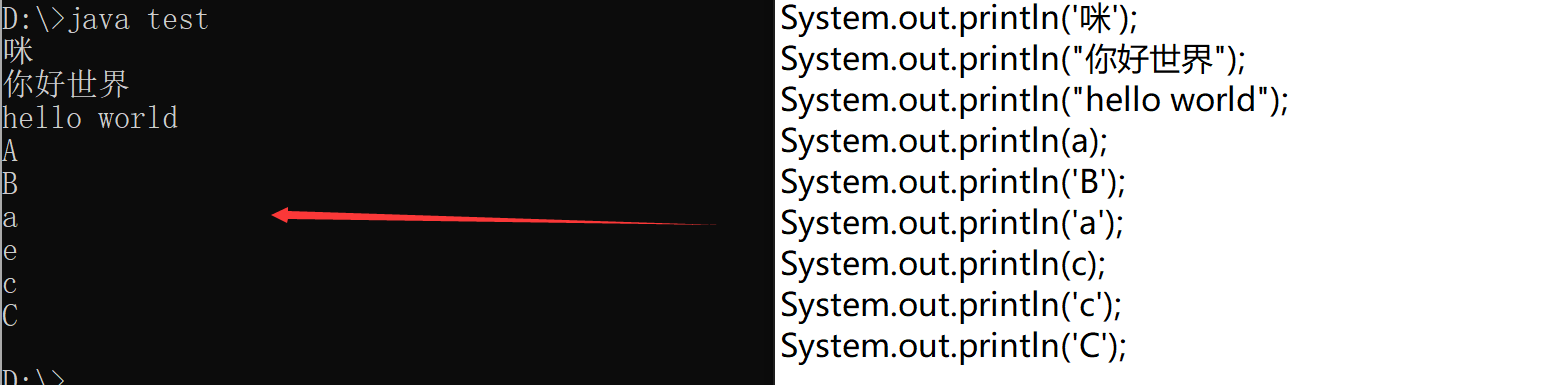 D:\>java test
咪
你好世界
hello world
A
B
a
e
c
C
D:\>
System.out.println('咪');
System.out.println("你好世界");
System.out.println("hello world");
System.out.println(a);
System.out.println('B');
System.out.println('a');
System.out.println(c);
System.out.println('c');
System.out.println('C');